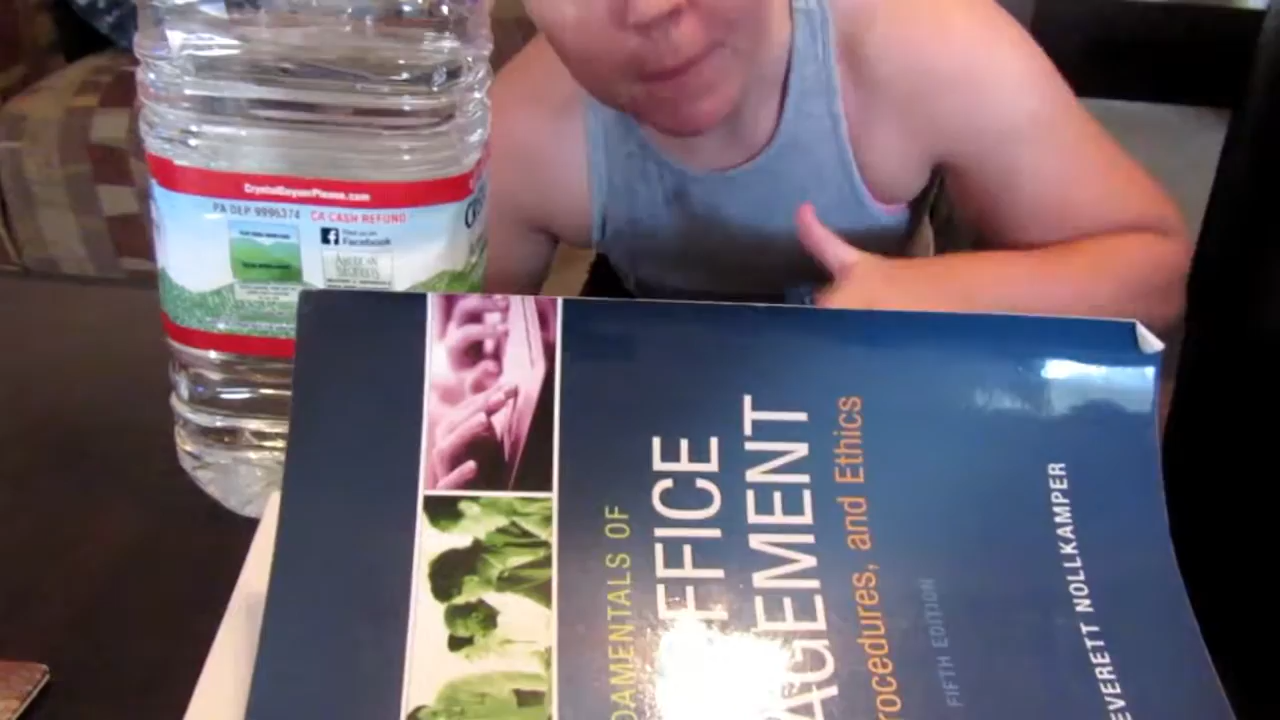 CrystalGeyserPlease.com
PA DEP 9996374 CA CASH REFUND
Facebook
DAMENTALS OF
FFICE
AGEMENT
rocedures, and Ethics
FIFTH EDITION
EVERETT NOLLKAMPER